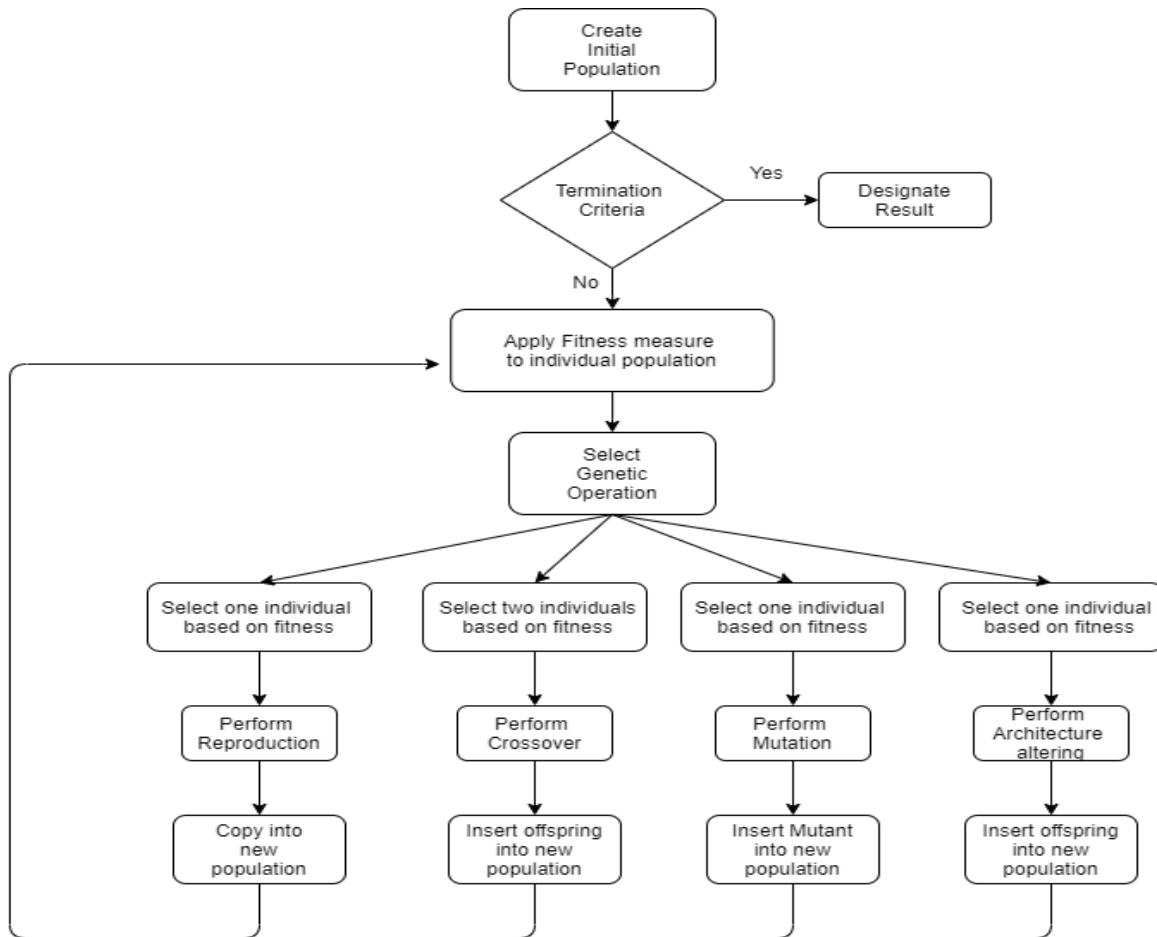 Create
Initial
Population
Termination
Criteria
Yes
Designate
Result
No
Apply Fitness measure
to individual population
Select
Genetic
Operation
Select one individual
based on fitness
Select two individuals
based on fitness
Select one individual
based on fitness
Select one individual
based on fitness
Perform
Reproduction
Perform
Crossover
Perform
Mutation
Perform
Architecture
altering
Copy into
new
population
Insert offspring
into new
population
Insert Mutant
into new
population
Insert offspring
into new
population